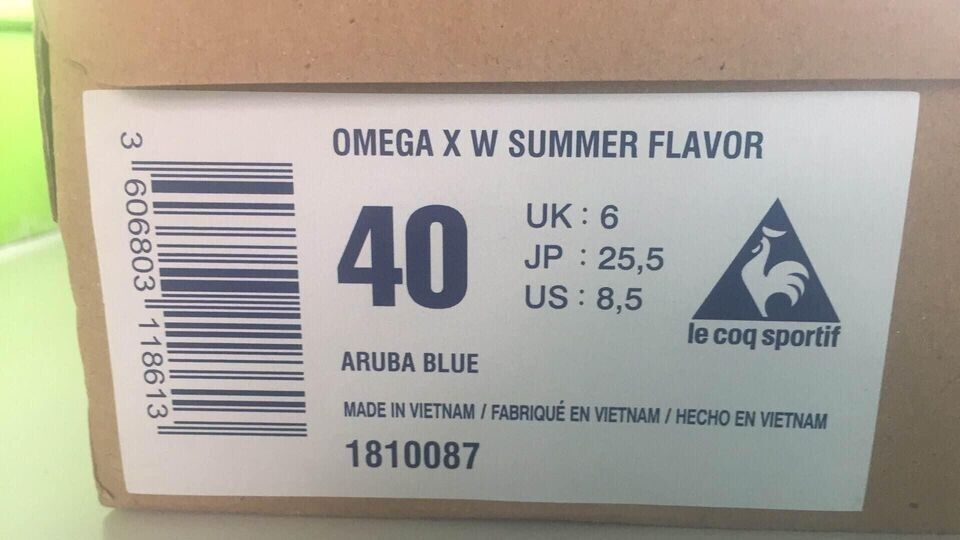 3 606803 118613
OMEGA X W SUMMER FLAVOR
40
UK : 6
JP : 25,5
US : 8,5
le coq sportif
ARUBA BLUE
MADE IN VIETNAM / FABRIQUÉ EN VIETNAM / HECHO EN VIETNAM
1810087